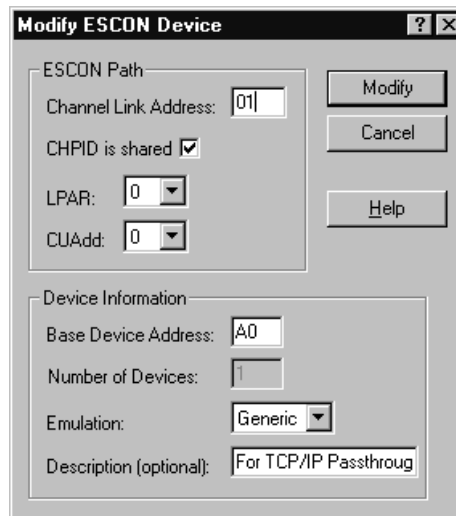 Modify ESCON Device
? X
ESCON Path
Channel Link Address: 01
CHPID is shared
LPAR: 0
CUAdd: 0
Modify
Cancel
Help
Device Information
Base Device Address: A0
Number of Devices: 1
Emulation: Generic
Description (optional): For TCP/IP Passthroug